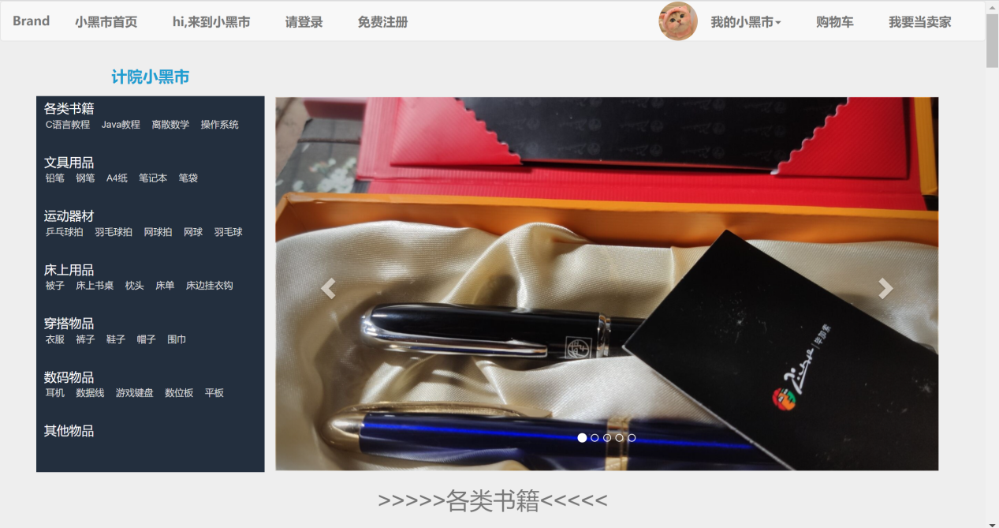 Brand 小黑市首页 hi,来到小黑市 请登录 免费注册 我的小黑市 购物车 我要当卖家
计院小黑市
各类书籍
C语言教程 Java教程 离散数学 操作系统
文具用品
铅笔 钢笔 A4纸 笔记本 笔袋
运动器材
乒乓球拍 羽毛球拍 网球拍 网球 羽毛球
床上用品
被子 床上书桌 枕头 床单 床边挂衣钩
穿搭物品
衣服 裤子 鞋子 帽子 围巾
数码物品
耳机 数据线 游戏键盘 数位板 平板
其他物品
毕加索
>>>>>各类书籍<<<<<